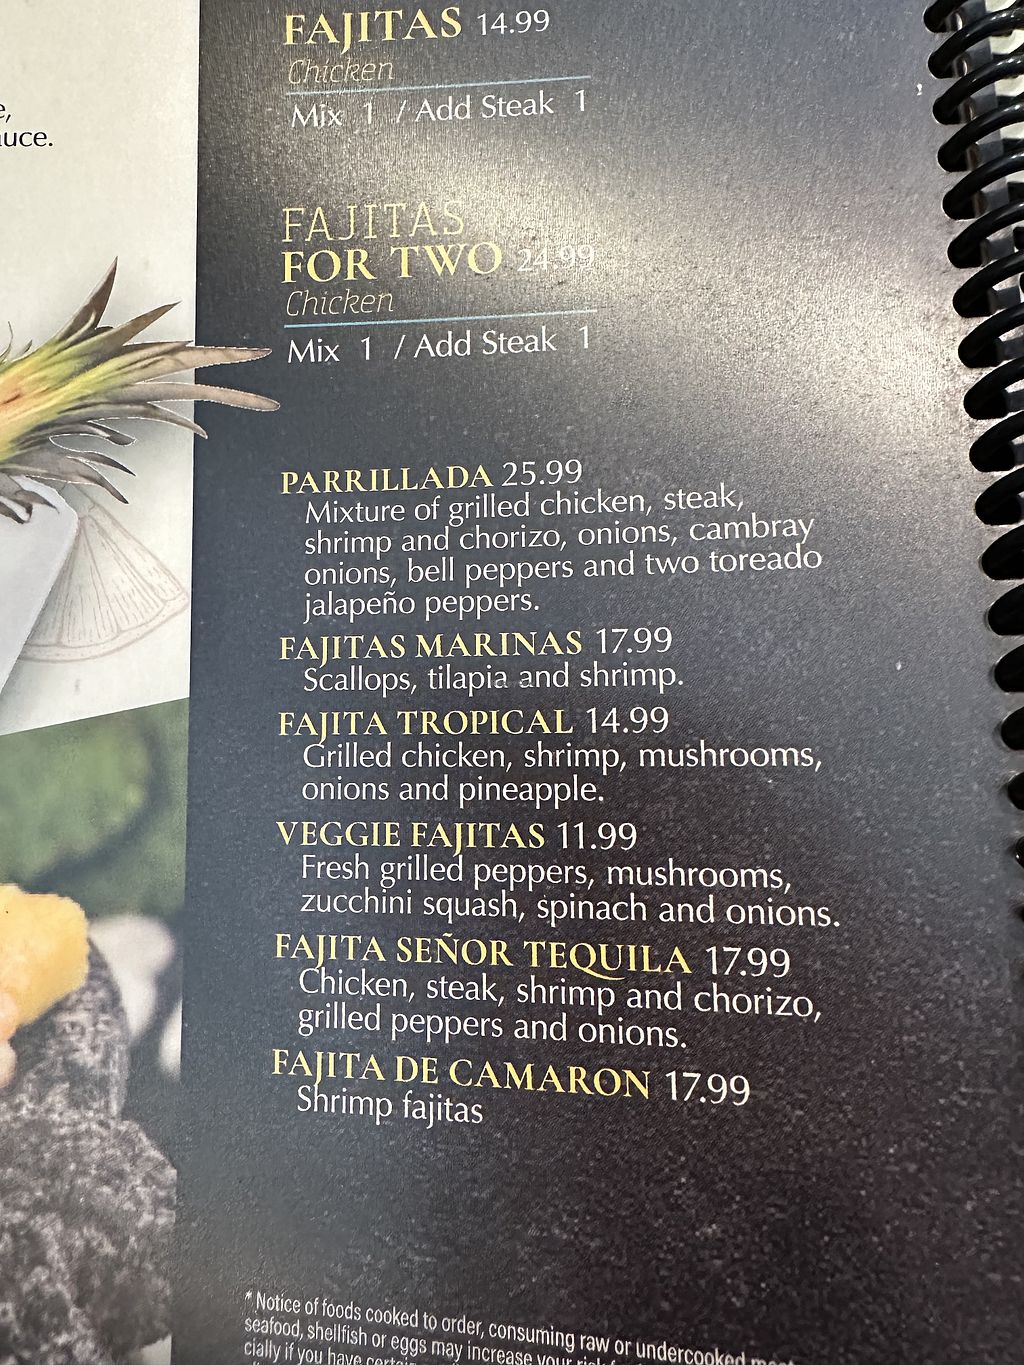 FAJITAS 14.99
Chicken
Mix 1 / Add Steak 1
auce.
FAJITAS
FOR TWO 24.99
Chicken
Mix 1 / Add Steak 1
PARRILLADA 25.99
Mixture of grilled chicken, steak,
shrimp and chorizo, onions, cambray
onions, bell peppers and two toreado
jalapeño peppers.
FAJITAS MARINAS 17.99
Scallops, tilapia and shrimp.
FAJITA TROPICAL 14.99
Grilled chicken, shrimp, mushrooms,
onions and pineapple.
VEGGIE FAJITAS 11.99
Fresh grilled peppers, mushrooms,
zucchini squash, spinach and onions.
FAJITA SEÑOR TEQUILA 17.99
Chicken, steak, shrimp and chorizo,
grilled peppers and onions.
FAJITA DE CAMARON 17.99
Shrimp fajitas
* Notice of foods cooked to order, consuming raw or undercooked
seafood, shellfish or eggs may increase your
cially if you have